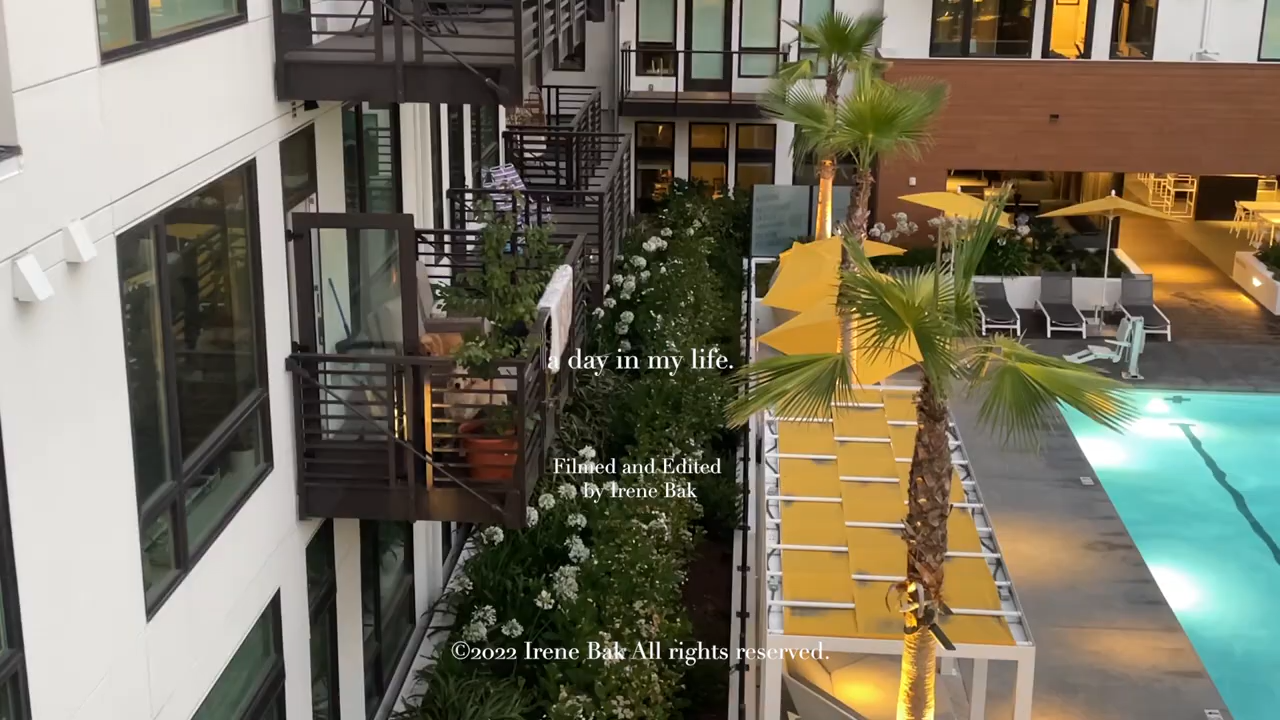 a day in my life.
Filmed and Edited
by Irene Bak
©2022 Irene Bak All rights reserved.